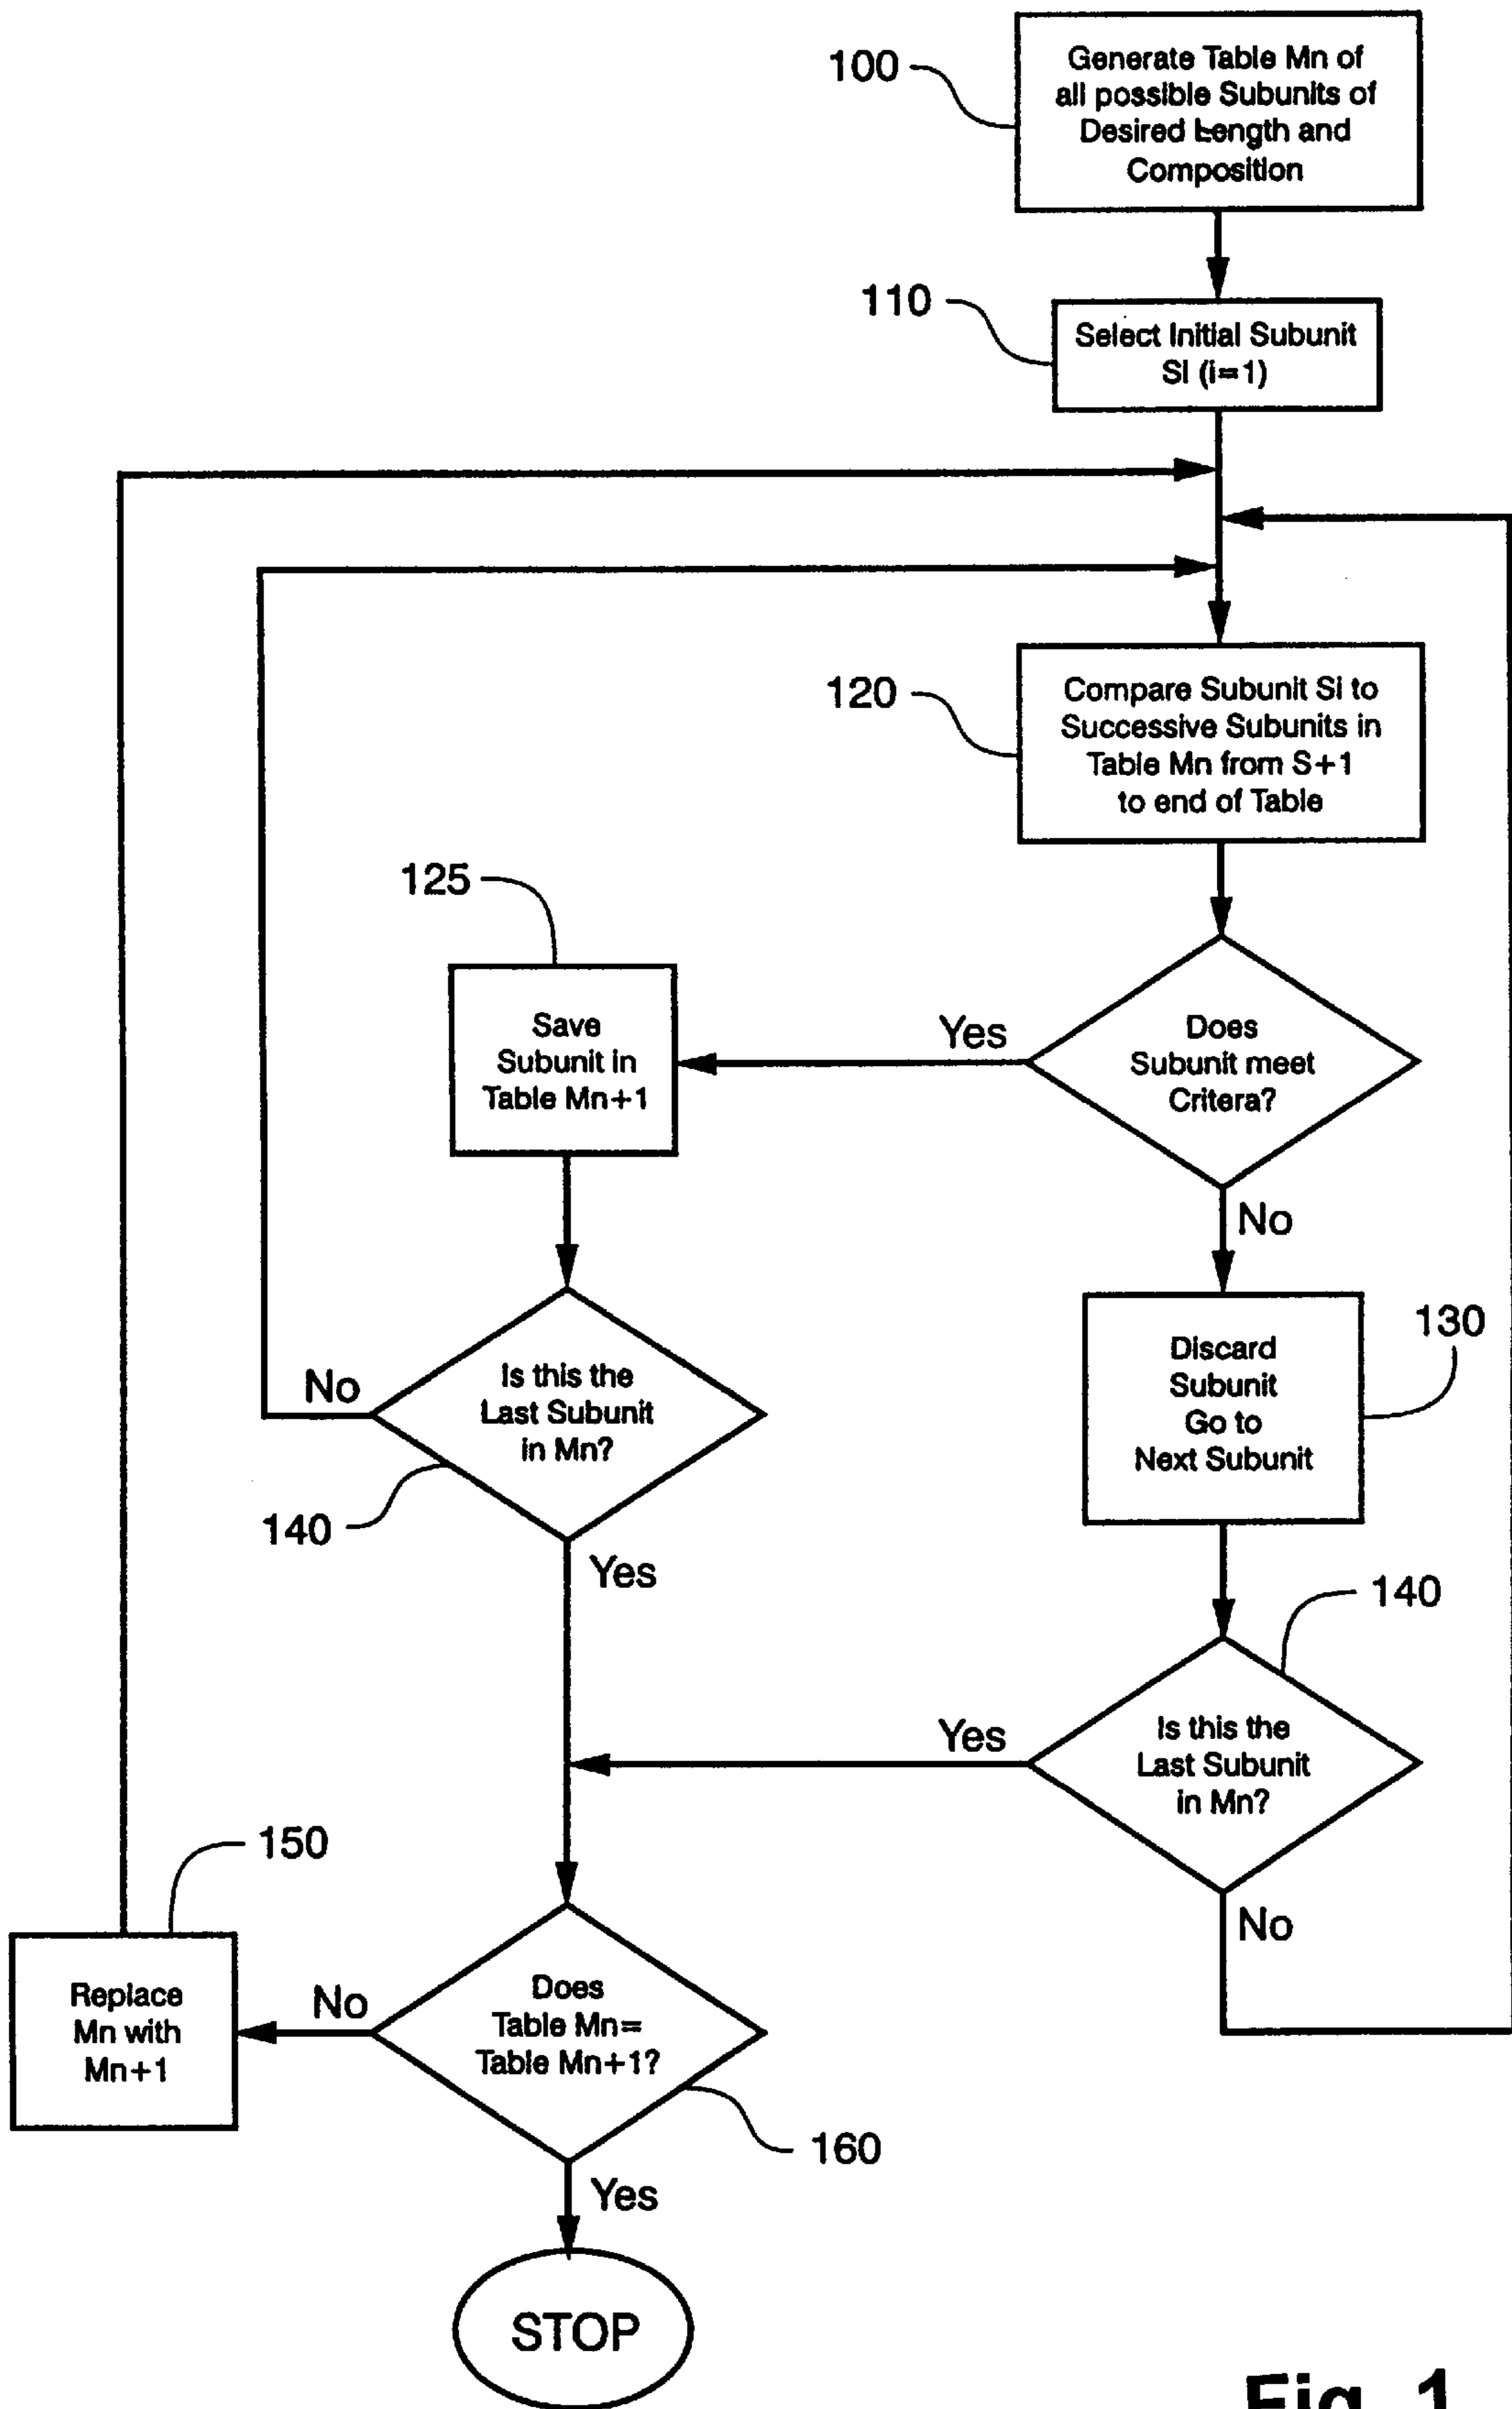 100
Generate Table Mn of
all possible Subunits of
Desired Length and
Composition
110
Select Initial Subunit
Si (i=1)
120
Compare Subunit Si to
Successive Subunits in
Table Mn from S+1
to end of Table
125
Save
Subunit in
Table Mn+1
Yes
Does
Subunit meet
Critera?
No
130
Discard
Subunit
Go to
Next Subunit
No
Is this the
Last Subunit
in Mn?
140
Yes
140
Yes
Is this the
Last Subunit
in Mn?
No
150
Replace
Mn with
Mn+1
No
Does
Table Mn=
Table Mn+1?
160
Yes
STOP
Fig. 1